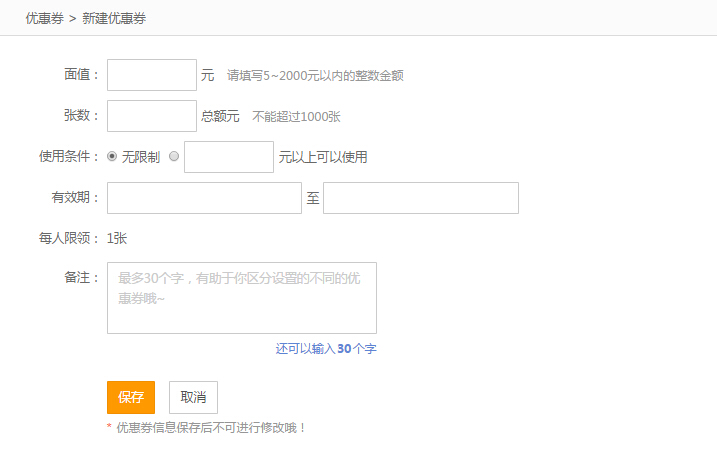 优惠券 > 新建优惠券
面值： 元 请填写5~2000元以内的整数金额
张数： 总额元 不能超过1000张
使用条件： 无限制 元以上可以使用
有效期： 至
每人限领： 1张
备注： 最多30个字，有助于你区分设置的不同的优
惠券哦~
还可以输入30个字
保存 取消
* 优惠券信息保存后不可进行修改哦！